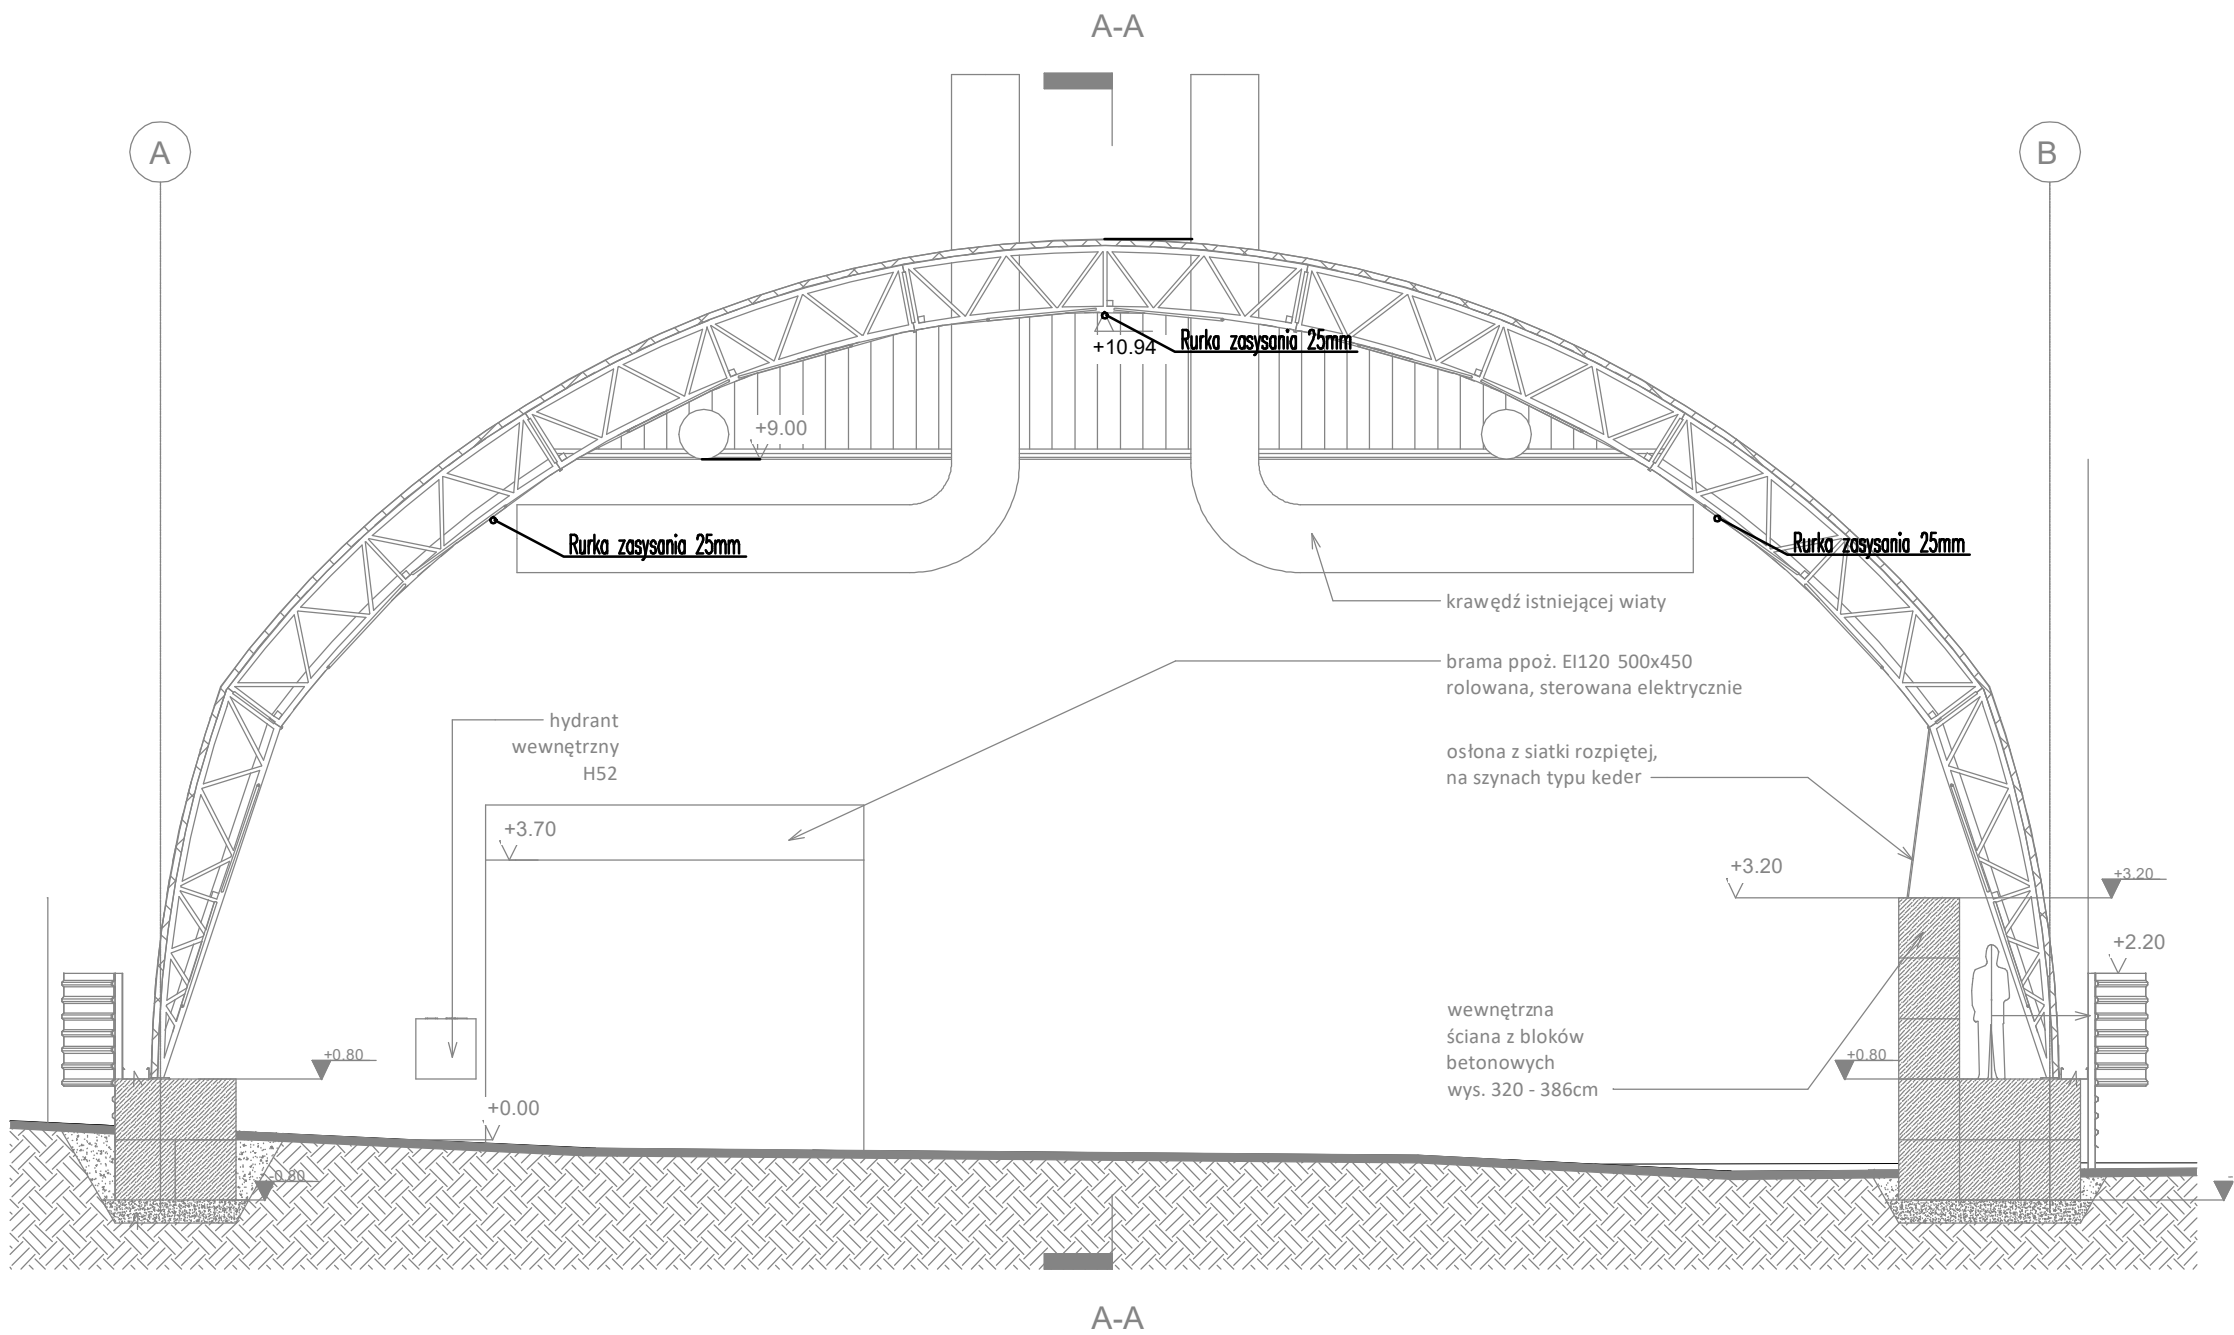 A-A
A
B
Rurka zasysania 25mm
+10.94
+9.00
Rurka zasysania 25mm
Rurka zasysania 25mm
krawędź istniejącej wiaty
brama ppoż. EI120 500x450
rolowana, sterowana elektrycznie
hydrant
wewnętrzny
H52
osłona z siatki rozpiętej,
na szynach typu keder
+3.70
+3.20
+3.20
+2.20
wewnętrzna
ściana z bloków
betonowych
wys. 320 - 386cm
+0.80
+0.80
+0.00
-0.80
A-A